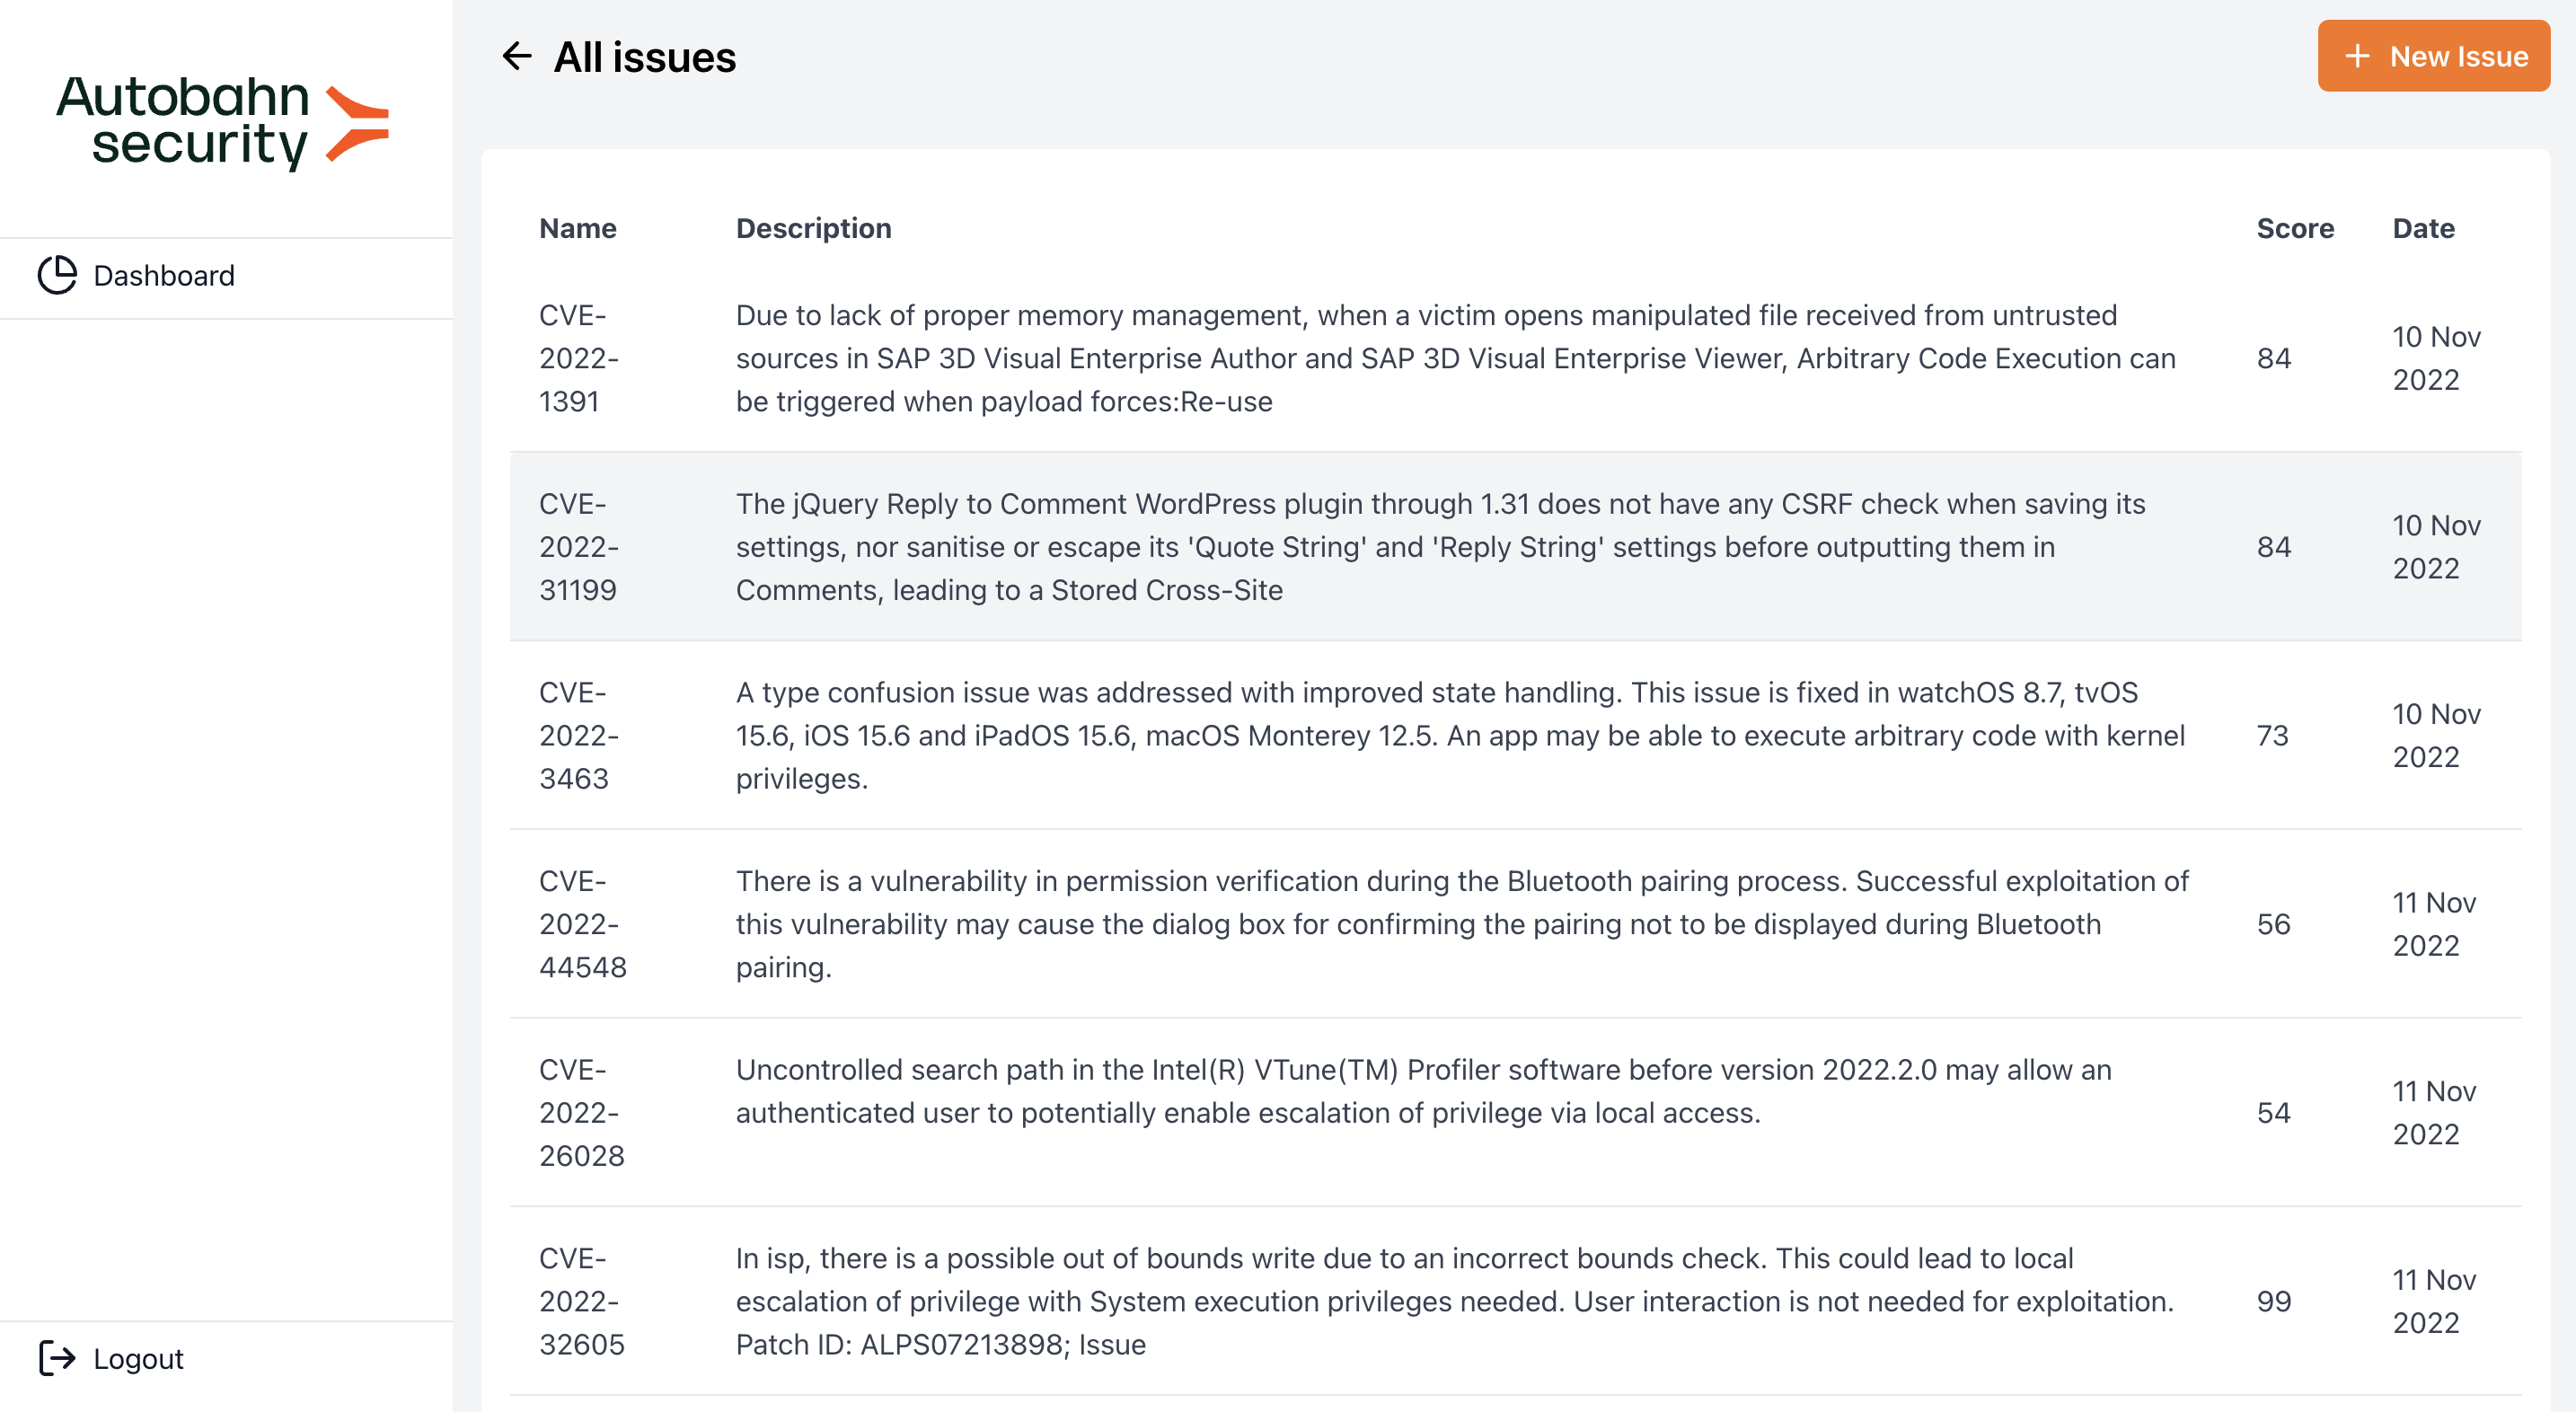 Autobahn
security
Dashboard
Logout
All issues
New Issue
Name Description Score Date
CVE-
2022-
1391
Due to lack of proper memory management, when a victim opens manipulated file received from untrusted
sources in SAP 3D Visual Enterprise Author and SAP 3D Visual Enterprise Viewer, Arbitrary Code Execution can
be triggered when payload forces:Re-use
84
10 Nov
2022
CVE-
2022-
31199
The jQuery Reply to Comment WordPress plugin through 1.31 does not have any CSRF check when saving its
settings, nor sanitise or escape its 'Quote String' and 'Reply String' settings before outputting them in
Comments, leading to a Stored Cross-Site
84
10 Nov
2022
CVE-
2022-
3463
A type confusion issue was addressed with improved state handling. This issue is fixed in watchOS 8.7, tvOS
15.6, iOS 15.6 and iPadOS 15.6, macOS Monterey 12.5. An app may be able to execute arbitrary code with kernel
privileges.
73
10 Nov
2022
CVE-
2022-
44548
There is a vulnerability in permission verification during the Bluetooth pairing process. Successful exploitation of
this vulnerability may cause the dialog box for confirming the pairing not to be displayed during Bluetooth
pairing.
56
11 Nov
2022
CVE-
2022-
26028
Uncontrolled search path in the Intel(R) VTune(TM) Profiler software before version 2022.2.0 may allow an
authenticated user to potentially enable escalation of privilege via local access.
54
11 Nov
2022
CVE-
2022-
32605
In isp, there is a possible out of bounds write due to an incorrect bounds check. This could lead to local
escalation of privilege with System execution privileges needed. User interaction is not needed for exploitation.
Patch ID: ALPS07213898; Issue
99
11 Nov
2022